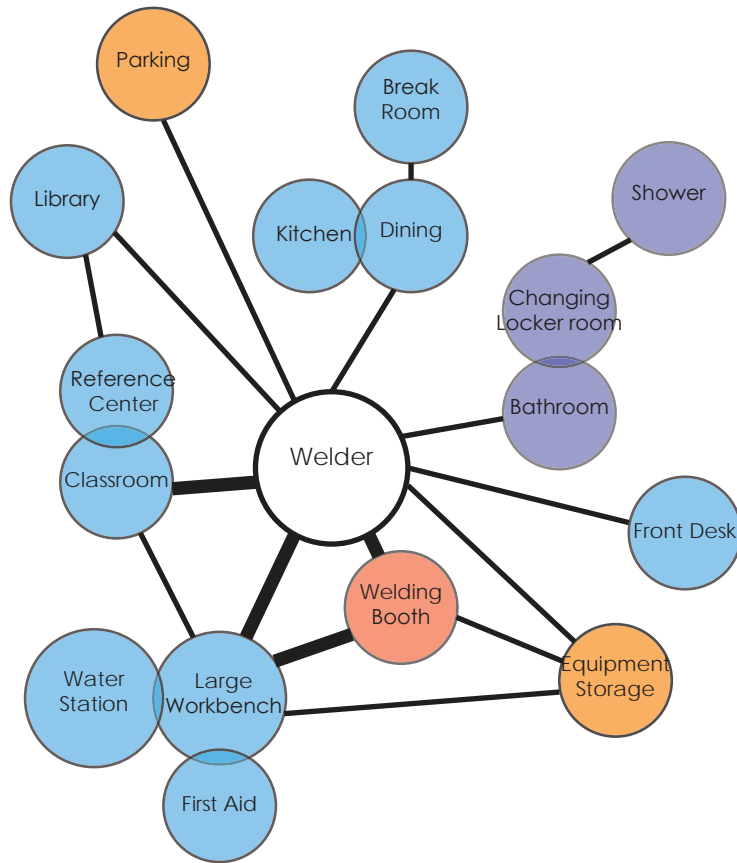 Parking
Break
Room
Library
Kitchen
Dining
Shower
Changing
Locker room
Reference
Center
Bathroom
Welder
Classroom
Front Desk
Welding
Booth
Water
Station
Large
Workbench
Equipment
Storage
First Aid